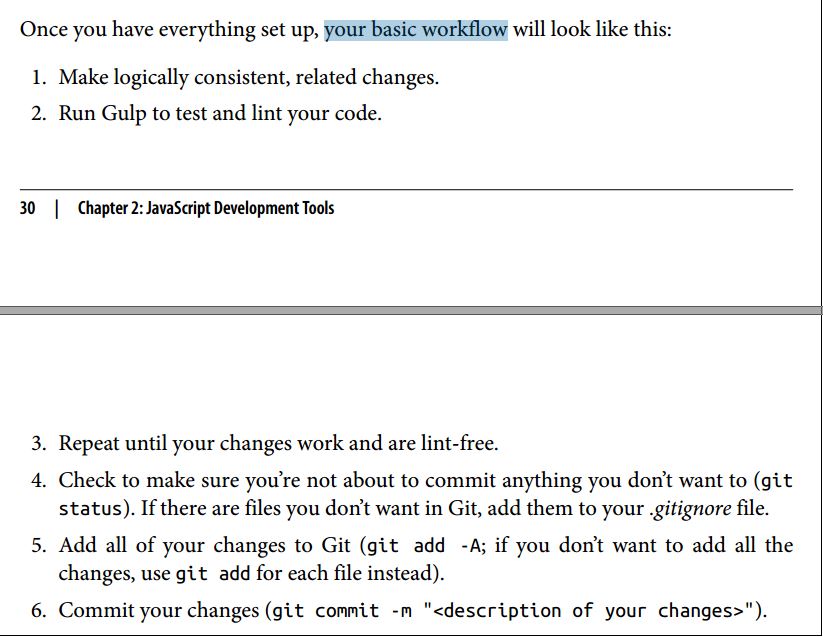 Once you have everything set up, your basic workflow will look like this:
1. Make logically consistent, related changes.
2. Run Gulp to test and lint your code.
30 | Chapter 2: JavaScript Development Tools
3. Repeat until your changes work and are lint-free.
4. Check to make sure you’re not about to commit anything you don’t want to (git
status). If there are files you don’t want in Git, add them to your .gitignore file.
5. Add all of your changes to Git (git add -A; if you don’t want to add all the
changes, use git add for each file instead).
6. Commit your changes (git commit -m "<description of your changes>").